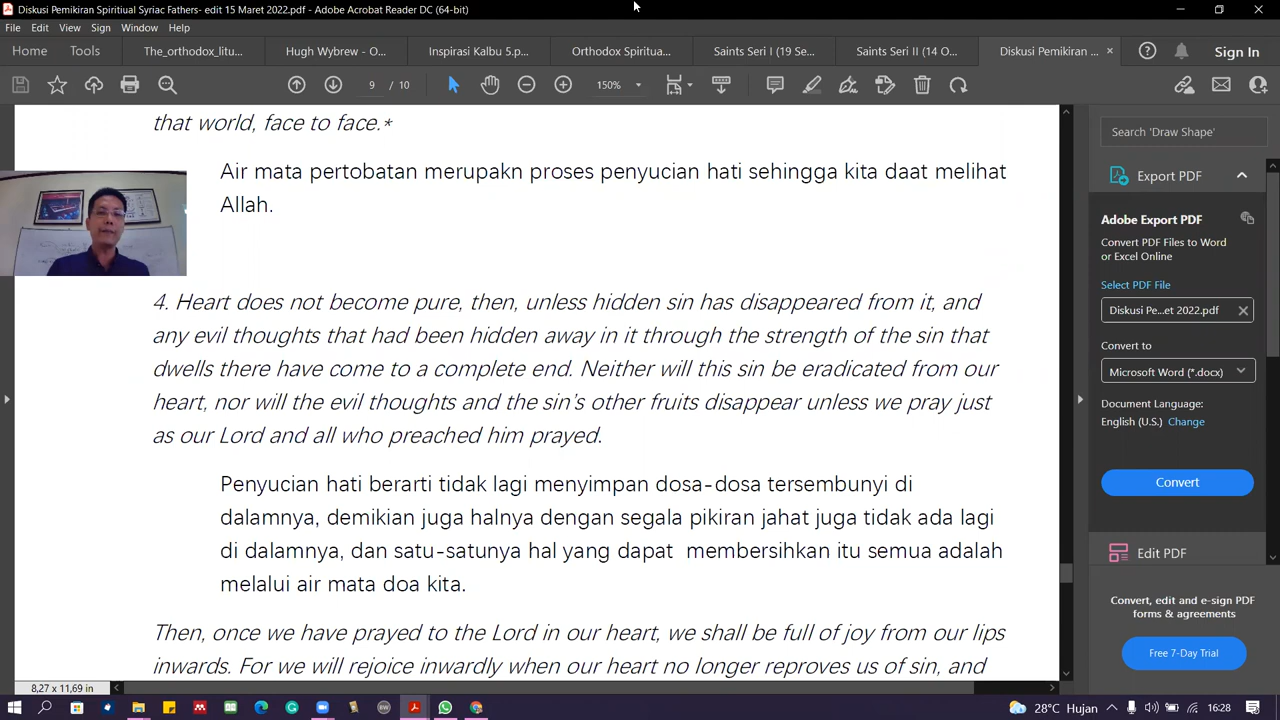 Diskusi Pemikiran Spiritiual Syriac Fathers- edit 15 Maret 2022.pdf - Adobe Acrobat Reader DC (64-bit)
File Edit View Sign Window Help
Home Tools The_orthodox_litu... Hugh Wybrew - O... Inspirasi Kalbu 5.p... Orthodox Spiritua... Saints Seri I (19 Se... Saints Seri II (14 O... Diskusi Pemikiran ... Sign In
9 / 10 150%
that world, face to face.*
Air mata pertobatan merupakn proses penyucian hati sehingga kita daat melihat
Allah.
4. Heart does not become pure, then, unless hidden sin has disappeared from it, and
any evil thoughts that had been hidden away in it through the strength of the sin that
dwells there have come to a complete end. Neither will this sin be eradicated from our
heart, nor will the evil thoughts and the sin's other fruits disappear unless we pray just
as our Lord and all who preached him prayed.
Penyucian hati berarti tidak lagi menyimpan dosa-dosa tersembunyi di
dalamnya, demikian juga halnya dengan segala pikiran jahat juga tidak ada lagi
di dalamnya, dan satu-satunya hal yang dapat membersihkan itu semua adalah
melalui air mata doa kita.
Then, once we have prayed to the Lord in our heart, we shall be full of joy from our lips
inwards. For we will rejoice inwardly when our heart no longer reproves us of sin, and
Search 'Draw Shape'
Export PDF
Adobe Export PDF
Convert PDF Files to Word
or Excel Online
Select PDF File
Diskusi Pe...et 2022.pdf
Convert to
Microsoft Word (*.docx)
Document Language:
English (U.S.) Change
Convert
Edit PDF
Convert, edit and e-sign PDF
forms & agreements
Free 7-Day Trial
8,27 x 11,69 in
28°C Hujan 16:28